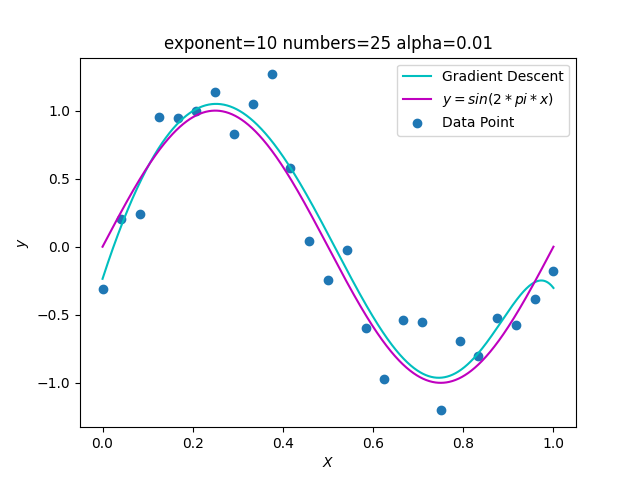 exponent=10 numbers=25 alpha=0.01
Gradient Descent
y = sin(2 * pi * x)
Data Point
1.0
0.5
0.0
−0.5
−1.0
y
0.0 0.2 0.4 0.6 0.8 1.0
X